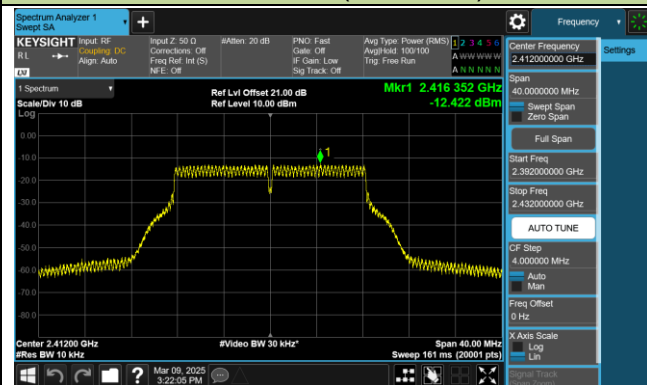 Spectrum Analyzer 1
Swept SA
Frequency
KEYSIGHT
RL
LXI
Input: RF
Coupling: DC
Align: Auto
Input Z: 50 Ω
Corrections: Off
Freq Ref: Int (S)
NFE: Off
#Atten: 20 dB
PNO: Fast
Gate: Off
IF Gain: Low
Sig Track: Off
Avg Type: Power (RMS)
Avg|Hold: 100/100
Trig: Free Run
1 2 3 4 5 6
A W W W W W
A N N N N N
1 Spectrum
Scale/Div 10 dB
Ref Lvl Offset 21.00 dB
Ref Level 10.00 dBm
Mkr1 2.416 352 GHz
-12.422 dBm
Log
1
0.00
-10.0
-20.0
-30.0
-40.0
-50.0
-60.0
-70.0
-80.0
Center 2.41200 GHz
#Res BW 10 kHz
#Video BW 30 kHz*
Span 40.00 MHz
Sweep 161 ms (20001 pts)
Mar 09, 2025
3:22:05 PM
Center Frequency
2.412000000 GHz
Settings
Span
40.0000000 MHz
Swept Span
Zero Span
Full Span
Start Freq
2.392000000 GHz
Stop Freq
2.432000000 GHz
AUTO TUNE
CF Step
4.000000 MHz
Auto
Man
Freq Offset
0 Hz
X Axis Scale
Log
Lin
Signal Track